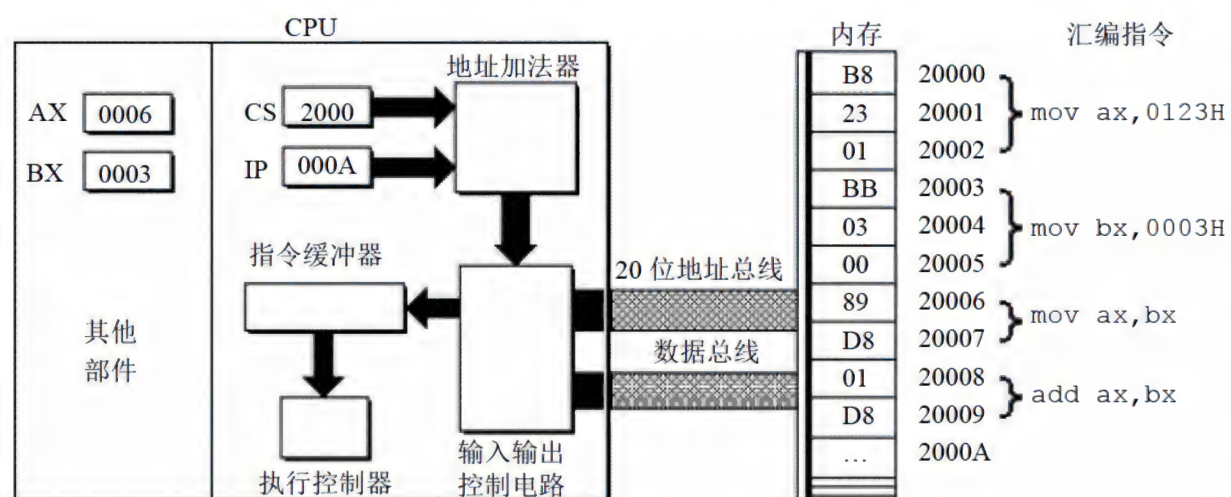 CPU
内存
汇编指令
地址加法器
AX 0006
BX 0003
CS 2000
IP 000A
指令缓冲器
其他
部件
执行控制器
输入输出
控制电路
20 位地址总线
数据总线
B8 20000
23 20001 mov ax,0123H
01 20002
BB 20003
03 20004 mov bx,0003H
00 20005
89 20006
mov ax,bx
D8 20007
01 20008
add ax,bx
D8 20009
… 2000A